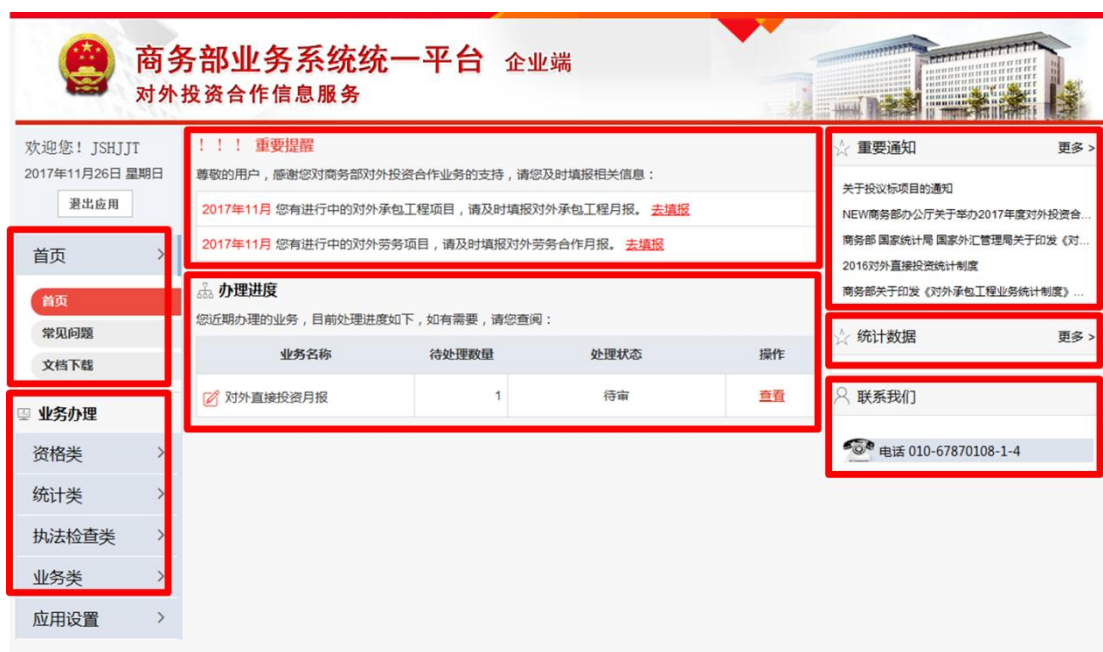 商务部业务系统统一平台 企业端
对外投资合作信息服务
欢迎您！JSHJJT
2017年11月26日 星期日
退出应用
首页 >
首页
常见问题
文档下载
业务办理
资格类 >
统计类 >
执法检查类 >
业务类 >
应用设置 >
！！！ 重要提醒
尊敬的用户，感谢您对商务部对外投资合作业务的支持，请您及时填报相关信息：
2017年11月 您有进行中的对外承包工程项目，请及时填报对外承包工程月报。 去填报
2017年11月 您有进行中的对外劳务项目，请及时填报对外劳务合作月报。 去填报
办理进度
您近期办理的业务，目前处理进度如下，如有需要，请您查阅：
业务名称 待处理数量 处理状态 操作
对外直接投资月报 1 待审 查看
重要通知 更多 >
关于投议标项目的通知
NEW商务部办公厅关于举办2017年度对外投资合...
商务部 国家统计局 国家外汇管理局关于印发《对...
2016对外直接投资统计制度
商务部关于印发《对外承包工程业务统计制度》...
统计数据 更多 >
联系我们
电话 010-67870108-1-4